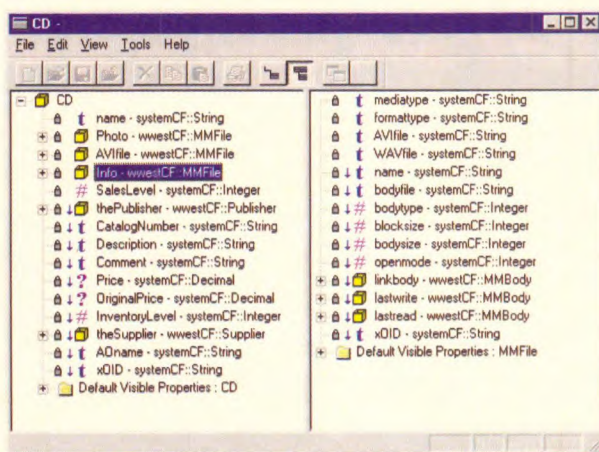 CD -
File Edit View Tools Help
CD
name - systemCF::String
Photo - wwestCF::MMFile
AVIfile - wwestCF::MMFile
Info - wwestCF::MMFile
SalesLevel - systemCF::Integer
thePublisher - wwestCF::Publisher
CatalogNumber - systemCF::String
Description - systemCF::String
Comment - systemCF::String
Price - systemCF::Decimal
OriginalPrice - systemCF::Decimal
InventoryLevel - systemCF::Integer
theSupplier - wwestCF::Supplier
AOname - systemCF::String
xOID - systemCF::String
Default Visible Properties : CD
mediatype - systemCF::String
formattype - systemCF::String
AVIfile - systemCF::String
WAVfile - systemCF::String
name - systemCF::String
bodyfile - systemCF::String
bodytype - systemCF::Integer
blocksize - systemCF::Integer
bodysize - systemCF::Integer
openmode - systemCF::Integer
linkbody - wwestCF::MMBody
lastwrite - wwestCF::MMBody
lastread - wwestCF::MMBody
xOID - systemCF::String
Default Visible Properties : MMFile